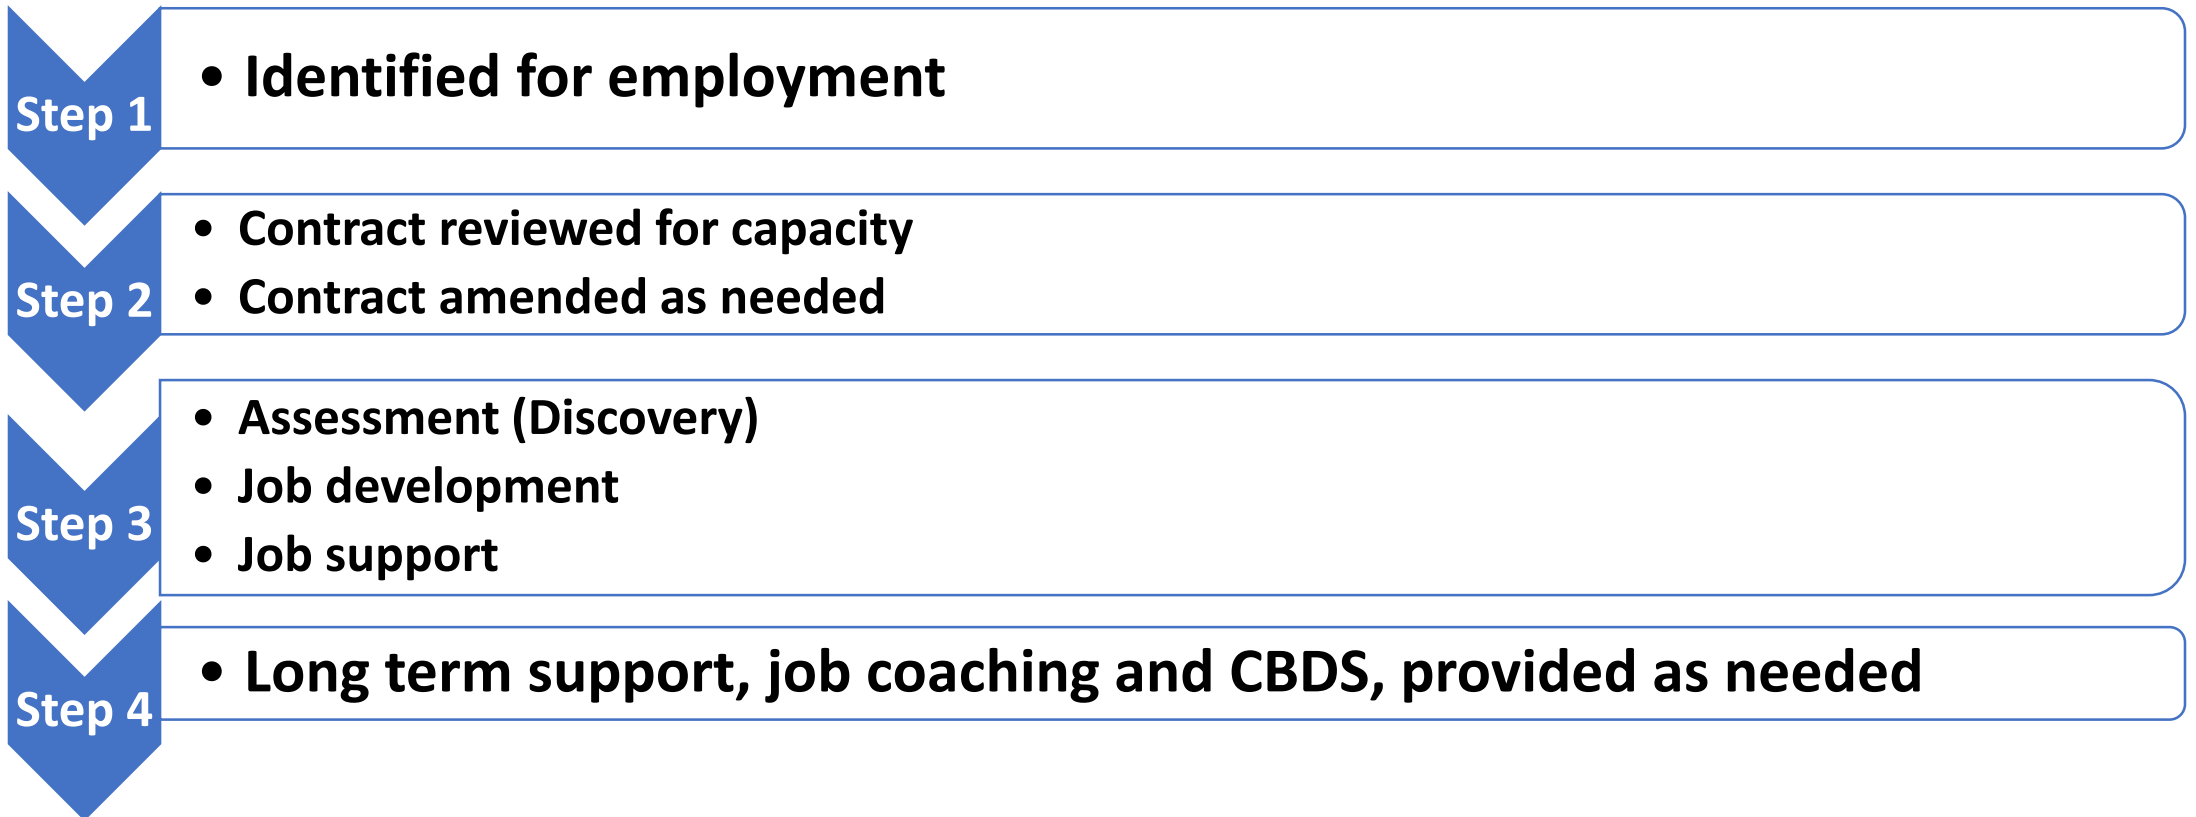 Step 1
• Identified for employment
Step 2
• Contract reviewed for capacity
• Contract amended as needed
Step 3
• Assessment (Discovery)
• Job development
• Job support
Step 4
• Long term support, job coaching and CBDS, provided as needed